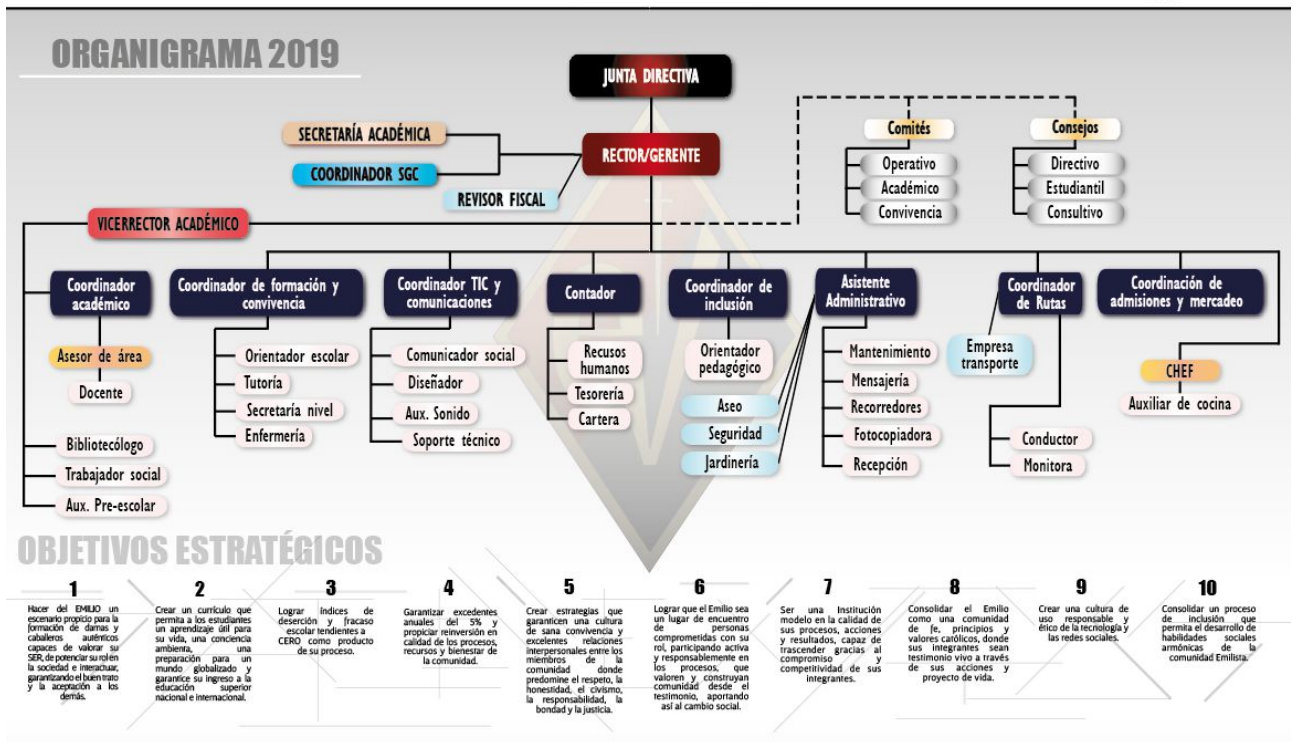 ORGANIGRAMA 2019
JUNTA DIRECTIVA
SECRETARÍA ACADÉMICA
COORDINADOR SGC
REVISOR FISCAL
RECTOR/GERENTE
Comités
Operativo
Académico
Convivencia
Consejos
Directivo
Estudiantil
Consultivo
VICERRECTOR ACADÉMICO
Coordinador
académico
Asesor de área
Docente
Bibliotecólogo
Trabajador social
Aux. Pre-escolar
Coordinador de formación y
convivencia
Orientador escolar
Tutoría
Secretaría nivel
Enfermería
Coordinador TIC y
comunicaciones
Comunicador social
Diseñador
Aux. Sonido
Soporte técnico
Contador
Recusos
humanos
Tesorería
Cartera
Coordinador de
inclusión
Orientador
pedagógico
Aseo
Seguridad
Jardinería
Asistente
Administrativo
Mantenimiento
Mensajería
Recorredores
Fotocopiadora
Recepción
Coordinador
de Rutas
Empresa
transporte
Conductor
Monitora
Coordinación de
admisiones y mercadeo
CHEF
Auxiliar de cocina
OBJETIVOS ESTRATÉGICOS
1
Hacer del EMILIO un
escenario propicio para la
formación de damas y
caballeros auténticos
capaces de valorar su
SER, de potenciar su rol en
la sociedad e interactuar,
garantizando el buen trato
y la aceptación a los
demás.
2
Crear un currículo que
permita a los estudiantes
un aprendizaje útil para
su vida, una conciencia
ambienta, una
preparación para un
mundo globalizado y
garantice su ingreso a la
educación superior
nacional e internacional.
3
Lograr índices de
deserción y fracaso
escolar tendientes a
CERO como producto
de su proceso.
4
Garantizar excedentes
anuales del 5% y
propiciar reinversión en
calidad de los procesos,
recursos y bienestar de
la comunidad.
5
Crear estrategias que
garanticen una cultura
de sana convivencia y
excelentes relaciones
interpersonales entre los
miembros de la
comunidad donde
predomine el respeto, la
honestidad, el civismo,
la responsabilidad, la
bondad y la justicia.
6
Lograr que el Emilio sea
un lugar de encuentro
de personas
comprometidas con su
rol, participando activa
y responsablemente en
los procesos, que
valoren y construyan
comunidad desde el
testimonio, aportando
así al cambio social.
7
Ser una Institución
modelo en la calidad de
sus procesos, acciones
y resultados, capaz de
trascender gracias al
compromiso y
competitividad de sus
integrantes.
8
Consolidar el Emilio
como una comunidad
de fe, principios y
valores católicos, donde
sus integrantes sean
testimonio vivo a través
de sus acciones y
proyecto de vida.
9
Crear una cultura de
uso responsable y
ético de la tecnología y
las redes sociales.
10
Consolidar un proceso
de inclusión que
permita el desarrollo de
habilidades sociales
armónicas de la
comunidad Emilista.